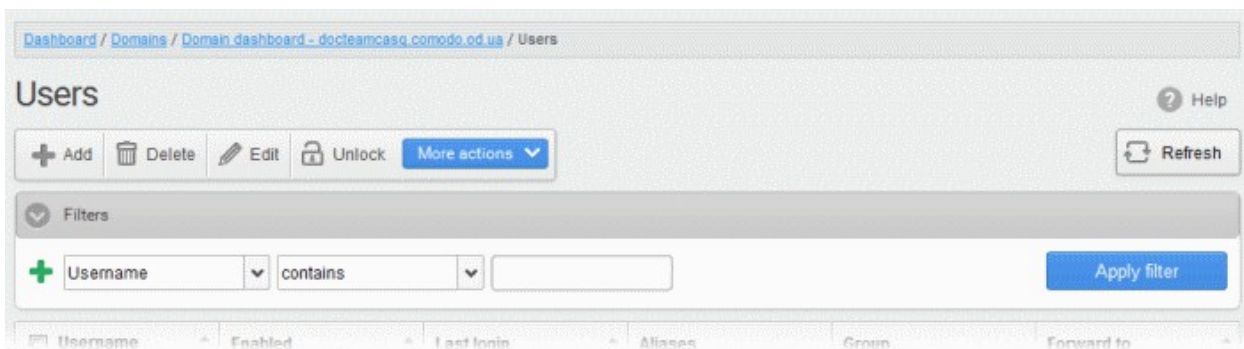 Dashboard / Domains / Domain dashboard - docteamcasg.comodo.od.ua / Users
Users
Help
Add Delete Edit Unlock More actions
Refresh
Filters
Username contains
Apply filter
Username Enabled Last login Aliases Group Forward to